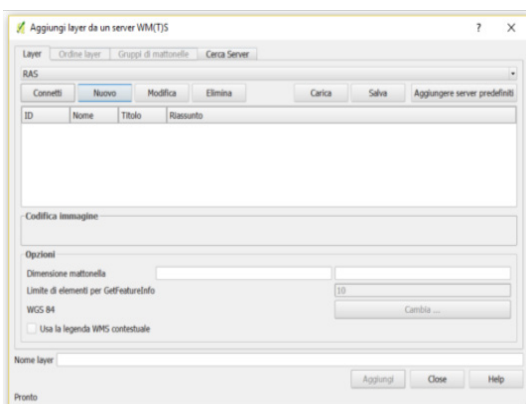 Aggiungi layer da un server WM(T)S ? X
Layer Ordine layer Gruppi di mattonelle Cerca Server
RAS
Connetti Nuovo Modifica Elimina Carica Salva Aggiungere server predefiniti
ID Nome Titolo Riassunto
Codifica immagine
Opzioni
Dimensione mattonella
Limite di elementi per GetFeatureInfo 10
WGS 84 Cambia ...
Usa la legenda WMS contestuale
Nome layer
Aggiungi Close Help
Pronto